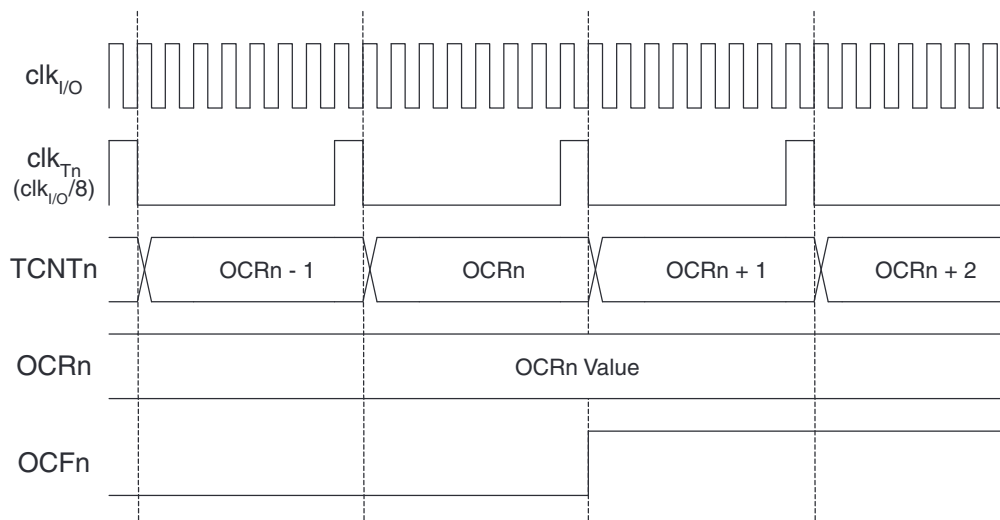 clkI/O
clkTn
(clkI/O/8)
TCNTn OCRn - 1 OCRn OCRn + 1 OCRn + 2
OCRn OCRn Value
OCFn